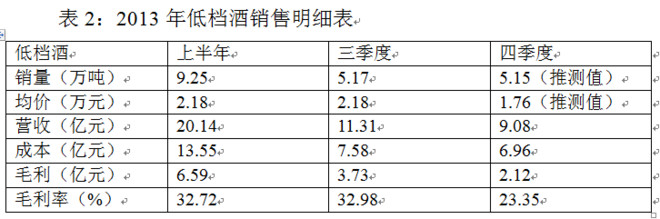 表 2：2013 年低档酒销售明细表
低档酒 上半年 三季度 四季度
销量（万吨） 9.25 5.17 5.15（推测值）
均价（万元） 2.18 2.18 1.76（推测值）
营收（亿元） 20.14 11.31 9.08
成本（亿元） 13.55 7.58 6.96
毛利（亿元） 6.59 3.73 2.12
毛利率（%） 32.72 32.98 23.35